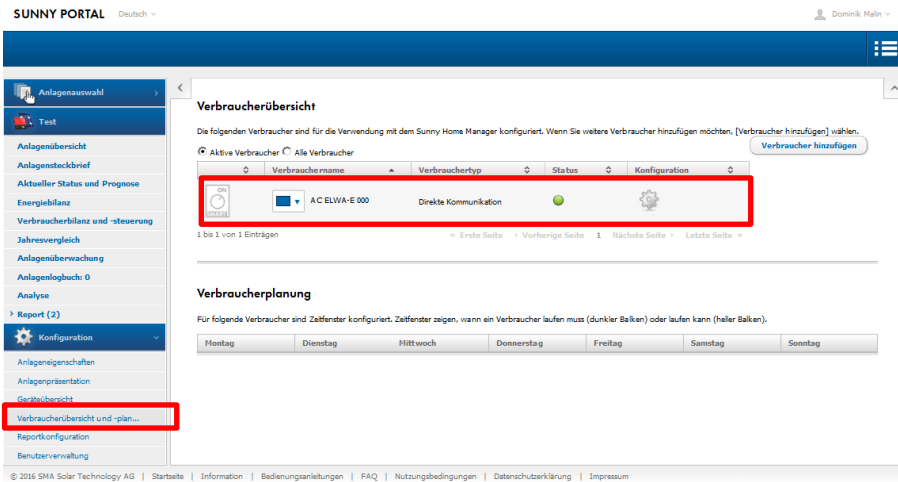 SUNNY PORTAL Deutsch
Dominik Malin
Anlagenauswahl
Test
Anlagenübersicht
Anlagensteckbrief
Aktueller Status und Prognose
Energiebilanz
Verbraucherbilanz und -steuerung
Jahresvergleich
Anlagenüberwachung
Anlagenlogbuch: 0
Analyse
Report (2)
Konfiguration
Anlageneigenschaften
Anlagenpräsentation
Geräteübersicht
Verbraucherübersicht und -plan...
Reportkonfiguration
Benutzerverwaltung
Verbraucherübersicht
Die folgenden Verbraucher sind für die Verwendung mit dem Sunny Home Manager konfiguriert. Wenn Sie weitere Verbraucher hinzufügen möchten, [Verbraucher hinzufügen] wählen.
Aktive Verbraucher Alle Verbraucher
Verbraucher hinzufügen
Verbrauchername Verbrauchertyp Status Konfiguration
ON
SMART
AC ELWA-E 000 Direkte Kommunikation
1 bis 1 von 1 Einträgen « Erste Seite ‹ Vorherige Seite 1 Nächste Seite › Letzte Seite »
Verbraucherplanung
Für folgende Verbraucher sind Zeitfenster konfiguriert. Zeitfenster zeigen, wann ein Verbraucher laufen muss (dunkler Balken) oder laufen kann (heller Balken).
Montag Dienstag Mittwoch Donnerstag Freitag Samstag Sonntag
© 2016 SMA Solar Technology AG | Startseite | Information | Bedienungsanleitungen | FAQ | Nutzungsbedingungen | Datenschutzerklärung | Impressum